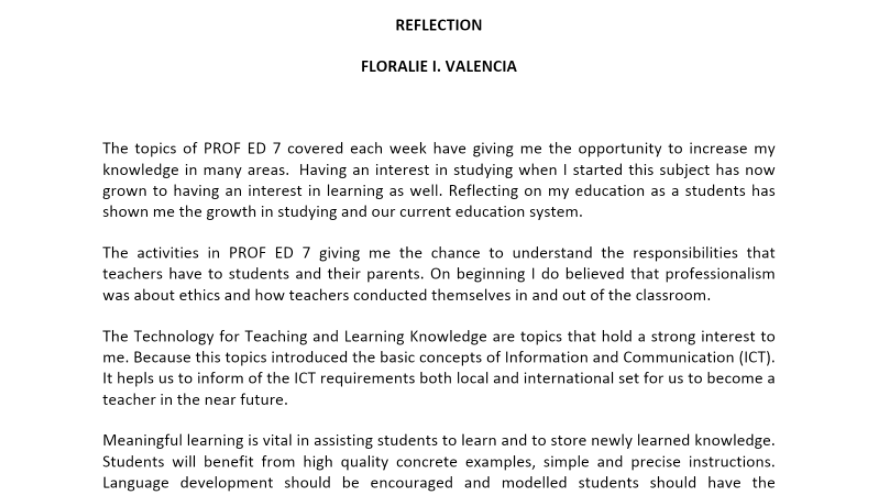 REFLECTION
FLORALIE I. VALENCIA
The topics of PROF ED 7 covered each week have giving me the opportunity to increase my
knowledge in many areas.  Having an interest in studying when I started this subject has now
grown to having an interest in learning as well. Reflecting on my education as a students has
shown me the growth in studying and our current education system.
The activities in PROF ED 7 giving me the chance to understand the responsibilities that
teachers have to students and their parents. On beginning I do believed that professionalism
was about ethics and how teachers conducted themselves in and out of the classroom.
The Technology for Teaching and Learning Knowledge are topics that hold a strong interest to
me. Because this topics introduced the basic concepts of Information and Communication (ICT).
It hepls us to inform of the ICT requirements both local and international set for us to become a
teacher in the near future.
Meaningful learning is vital in assisting students to learn and to store newly learned knowledge.
Students will benefit from high quality concrete examples, simple and precise instructions.
Language development should be encouraged and modelled students should have the